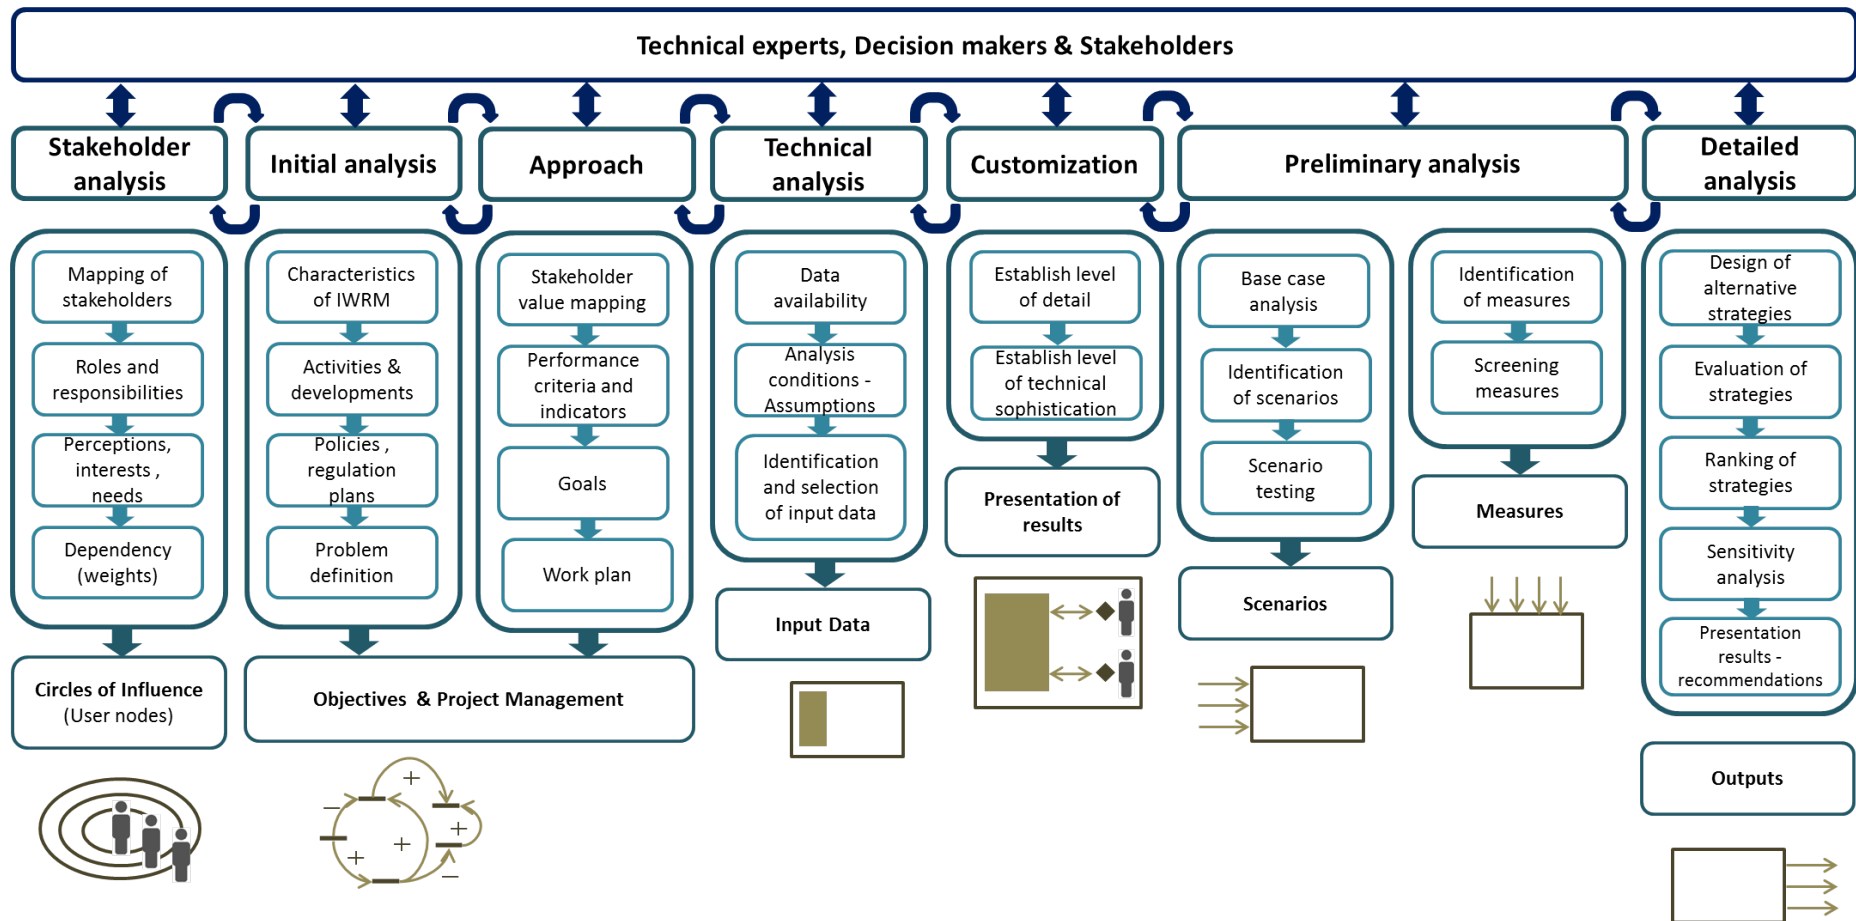 Technical experts, Decision makers & Stakeholders
Stakeholder
analysis
Initial analysis
Approach
Technical
analysis
Customization
Preliminary analysis
Detailed
analysis
Mapping of
stakeholders
Roles and
responsibilities
Perceptions,
interests ,
needs
Dependency
(weights)
Circles of Influence
(User nodes)
Characteristics
of IWRM
Activities &
developments
Policies ,
regulation
plans
Problem
definition
Stakeholder
value mapping
Performance
criteria and
indicators
Goals
Work plan
Objectives & Project Management
+
−
+
+
+
−
Data
availability
Analysis
conditions -
Assumptions
Identification
and selection
of input data
Input Data
Establish level
of detail
Establish level
of technical
sophistication
Presentation of
results
Base case
analysis
Identification
of scenarios
Scenario
testing
Scenarios
Identification
of measures
Screening
measures
Measures
Design of
alternative
strategies
Evaluation of
strategies
Ranking of
strategies
Sensitivity
analysis
Presentation
results -
recommendations
Outputs